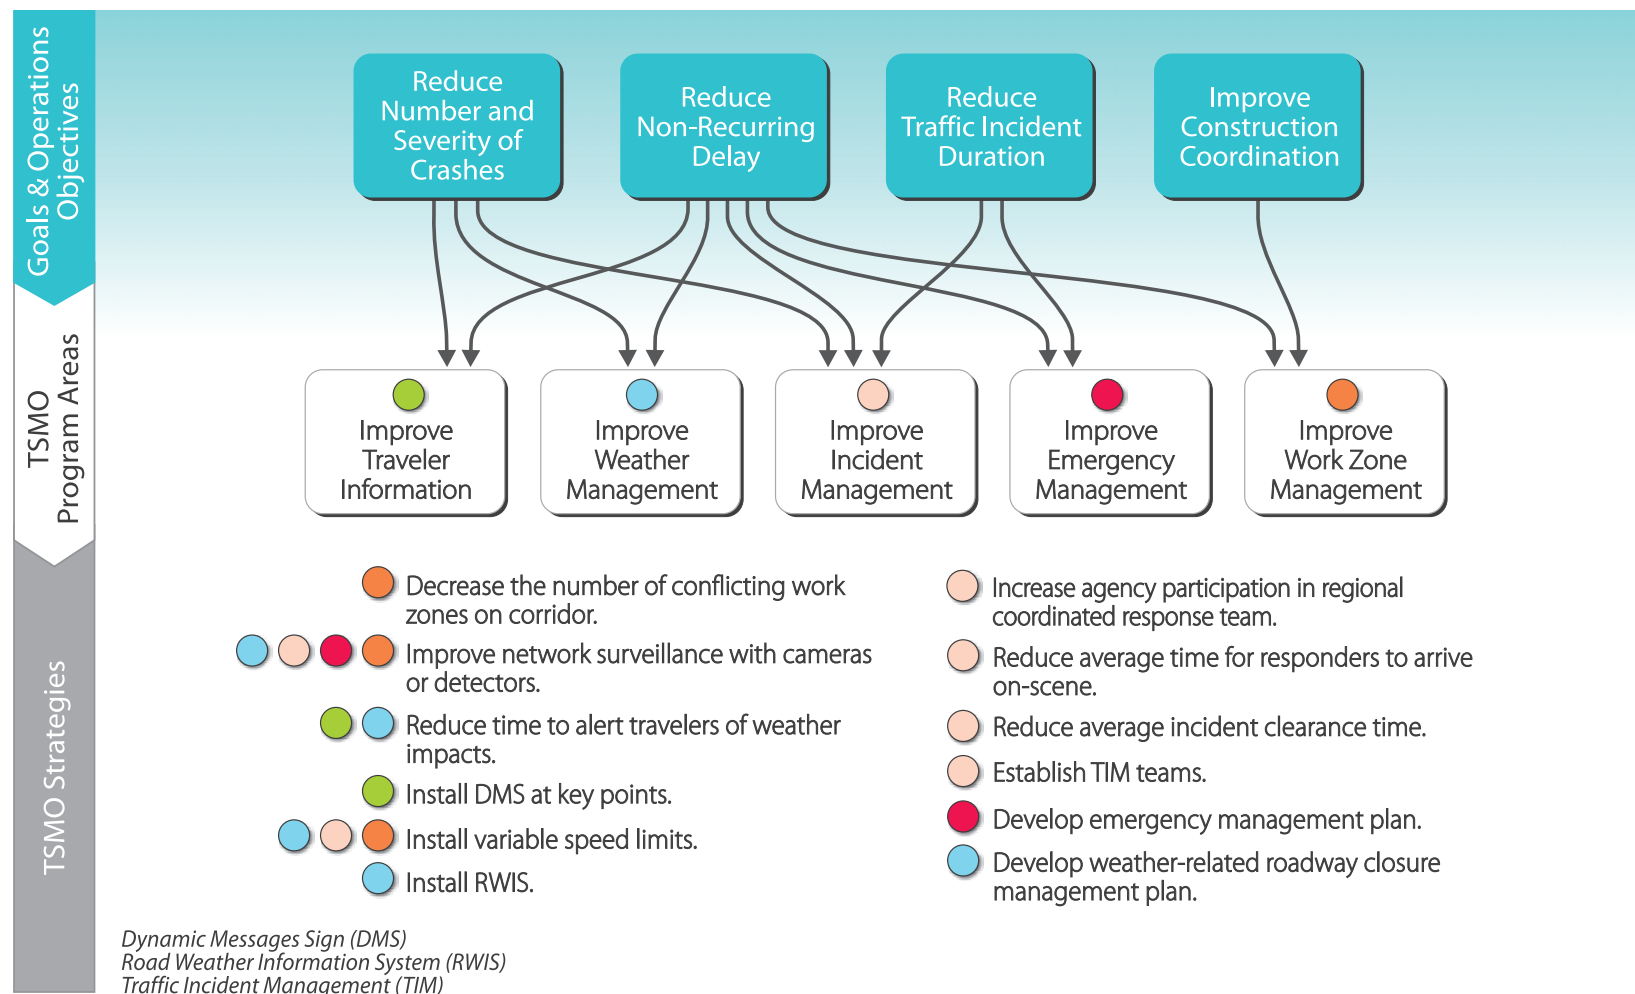 Goals & Operations
Objectives
Reduce
Number and
Severity of
Crashes
Reduce
Non-Recurring
Delay
Reduce
Traffic Incident
Duration
Improve
Construction
Coordination
TSMO
Program Areas
Improve
Traveler
Information
Improve
Weather
Management
Improve
Incident
Management
Improve
Emergency
Management
Improve
Work Zone
Management
TSMO Strategies
Decrease the number of conflicting work
zones on corridor.
Improve network surveillance with cameras
or detectors.
Reduce time to alert travelers of weather
impacts.
Install DMS at key points.
Install variable speed limits.
Install RWIS.
Increase agency participation in regional
coordinated response team.
Reduce average time for responders to arrive
on-scene.
Reduce average incident clearance time.
Establish TIM teams.
Develop emergency management plan.
Develop weather-related roadway closure
management plan.
Dynamic Messages Sign (DMS)
Road Weather Information System (RWIS)
Traffic Incident Management (TIM)